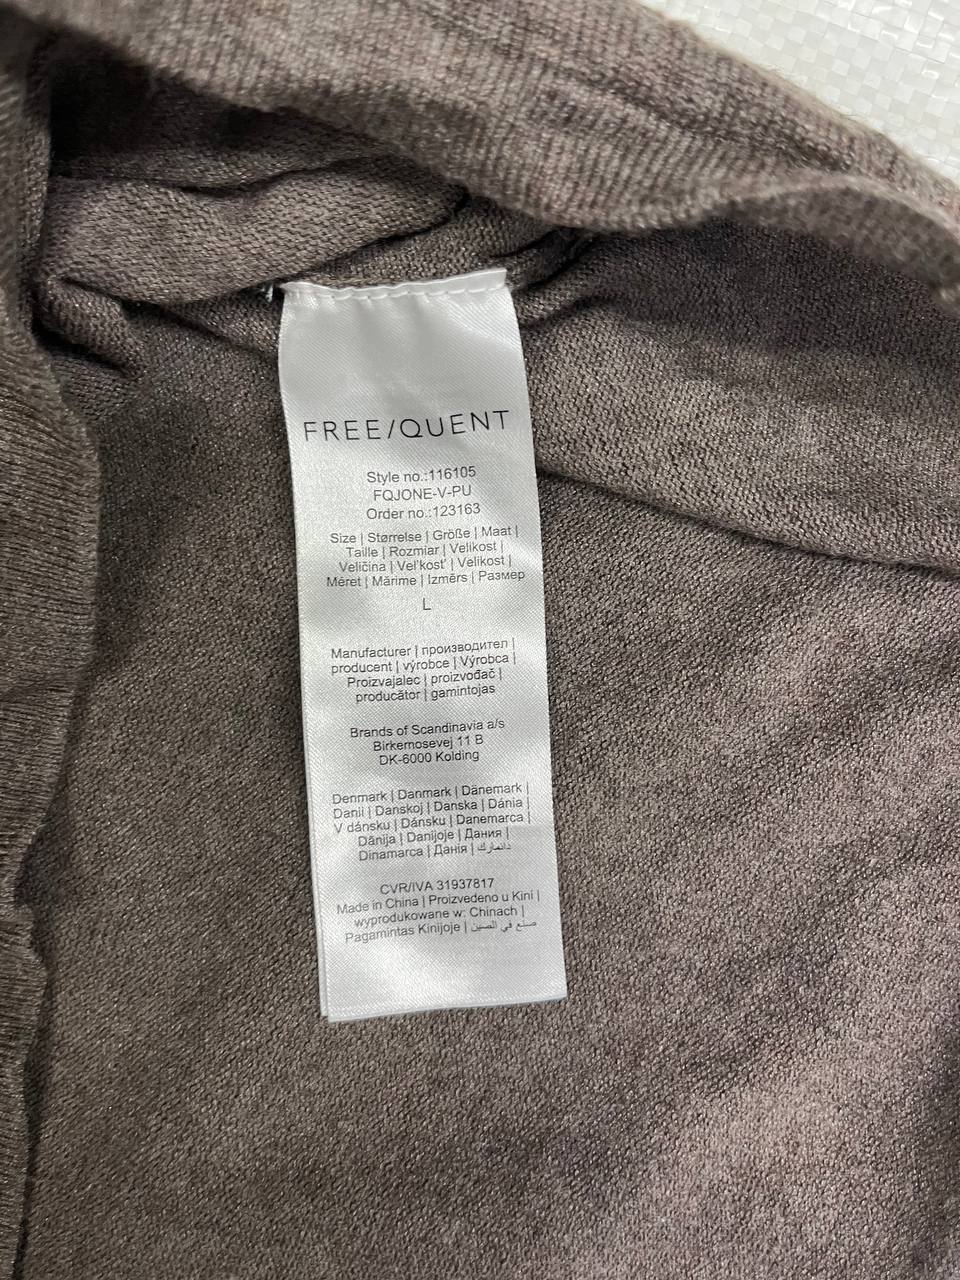 FREE/QUENT
Style no.:116105
FQJONE-V-PU
Order no.:123163
Size | Størrelse | Größe | Maat |
Taille | Rozmiar | Velikost |
Veličina | Veľkosť | Velikost |
Méret | Mărime | Izmērs | Размер
L
Manufacturer | производител |
producent | výrobce | Výrobca |
Proizvajalec | proizvođač |
producător | gamintojas
Brands of Scandinavia a/s
Birkemosevej 11 B
DK-6000 Kolding
Denmark | Danmark | Dänemark |
Danii | Danskoj | Danska | Dánia |
V dánsku | Dánsku | Danemarca |
Dānija | Danijoje | Дания |
Dinamarca | Данія | دانمارك
CVR/IVA 31937817
Made in China | Proizvedeno u Kini |
wyprodukowane w: Chinach |
Pagamintas Kinijoje | صنع في الصين